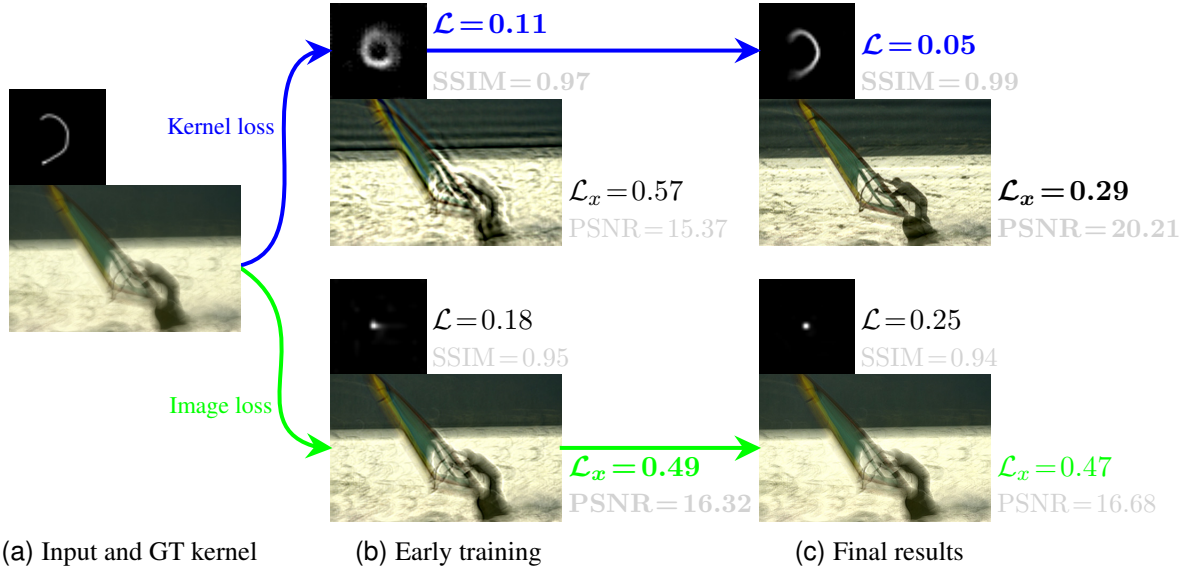 𝓛 = 0.11
SSIM = 0.97
𝓛 = 0.05
SSIM = 0.99
Kernel loss
𝓛ₓ = 0.57
PSNR = 15.37
𝓛ₓ = 0.29
PSNR = 20.21
𝓛 = 0.18
SSIM = 0.95
𝓛 = 0.25
SSIM = 0.94
Image loss
𝓛ₓ = 0.49
PSNR = 16.32
𝓛ₓ = 0.47
PSNR = 16.68
(a) Input and GT kernel
(b) Early training
(c) Final results